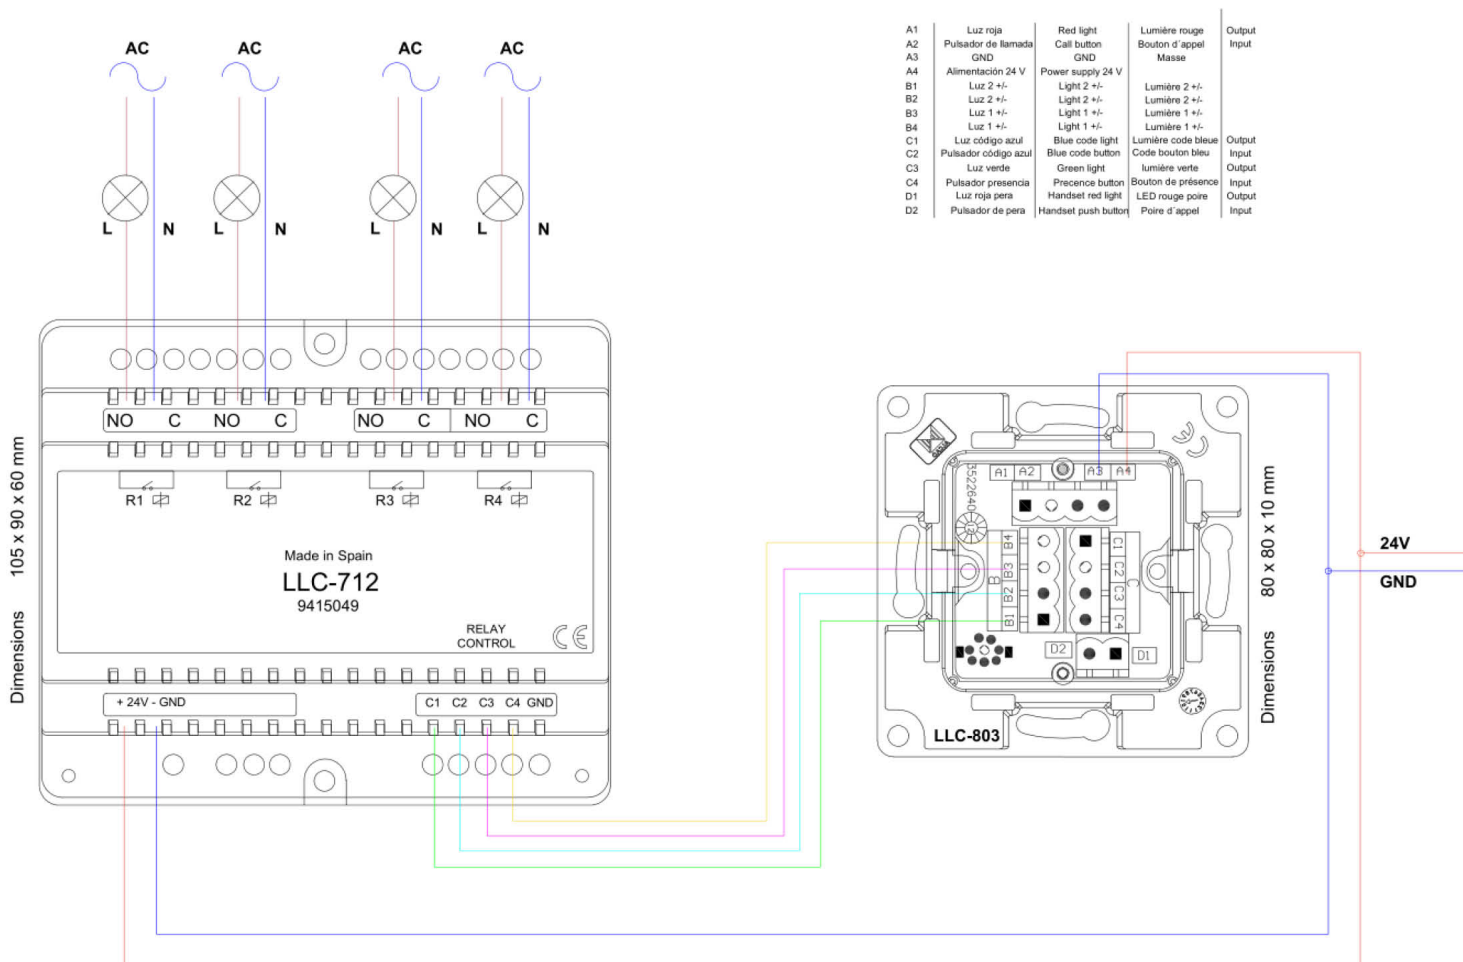 A1 Luz roja Red light Lumière rouge Output
A2 Pulsador de llamada Call button Bouton d´appel Input
A3 GND GND Masse
A4 Alimentación 24 V Power supply 24 V
B1 Luz 2 +/- Light 2 +/- Lumière 2 +/-
B2 Luz 2 +/- Light 2 +/- Lumière 2 +/-
B3 Luz 1 +/- Light 1 +/- Lumière 1 +/-
B4 Luz 1 +/- Light 1 +/- Lumière 1 +/-
C1 Luz código azul Blue code light Lumière code bleue Output
C2 Pulsador código azul Blue code button Code bouton bleu Input
C3 Luz verde Green light lumière verte Output
C4 Pulsador presencia Precence button Bouton de présence Input
D1 Luz roja pera Handset red light LED rouge poire Output
D2 Pulsador de pera Handset push button Poire d´appel Input
AC AC AC AC
L N L N L N L N
NO C NO C NO C NO C
R1 R2 R3 R4
Made in Spain
LLC-712
9415049
RELAY
CONTROL
CE
+ 24V - GND
C1 C2 C3 C4 GND
Dimensions 105 x 90 x 60 mm
A1 A2 A3 A4
3522640
12
B4 B3 B2 B1
B
C1 C2 C3 C4
C
D2 D1
CE
LLC-803
Dimensions 80 x 80 x 10 mm
24V
GND